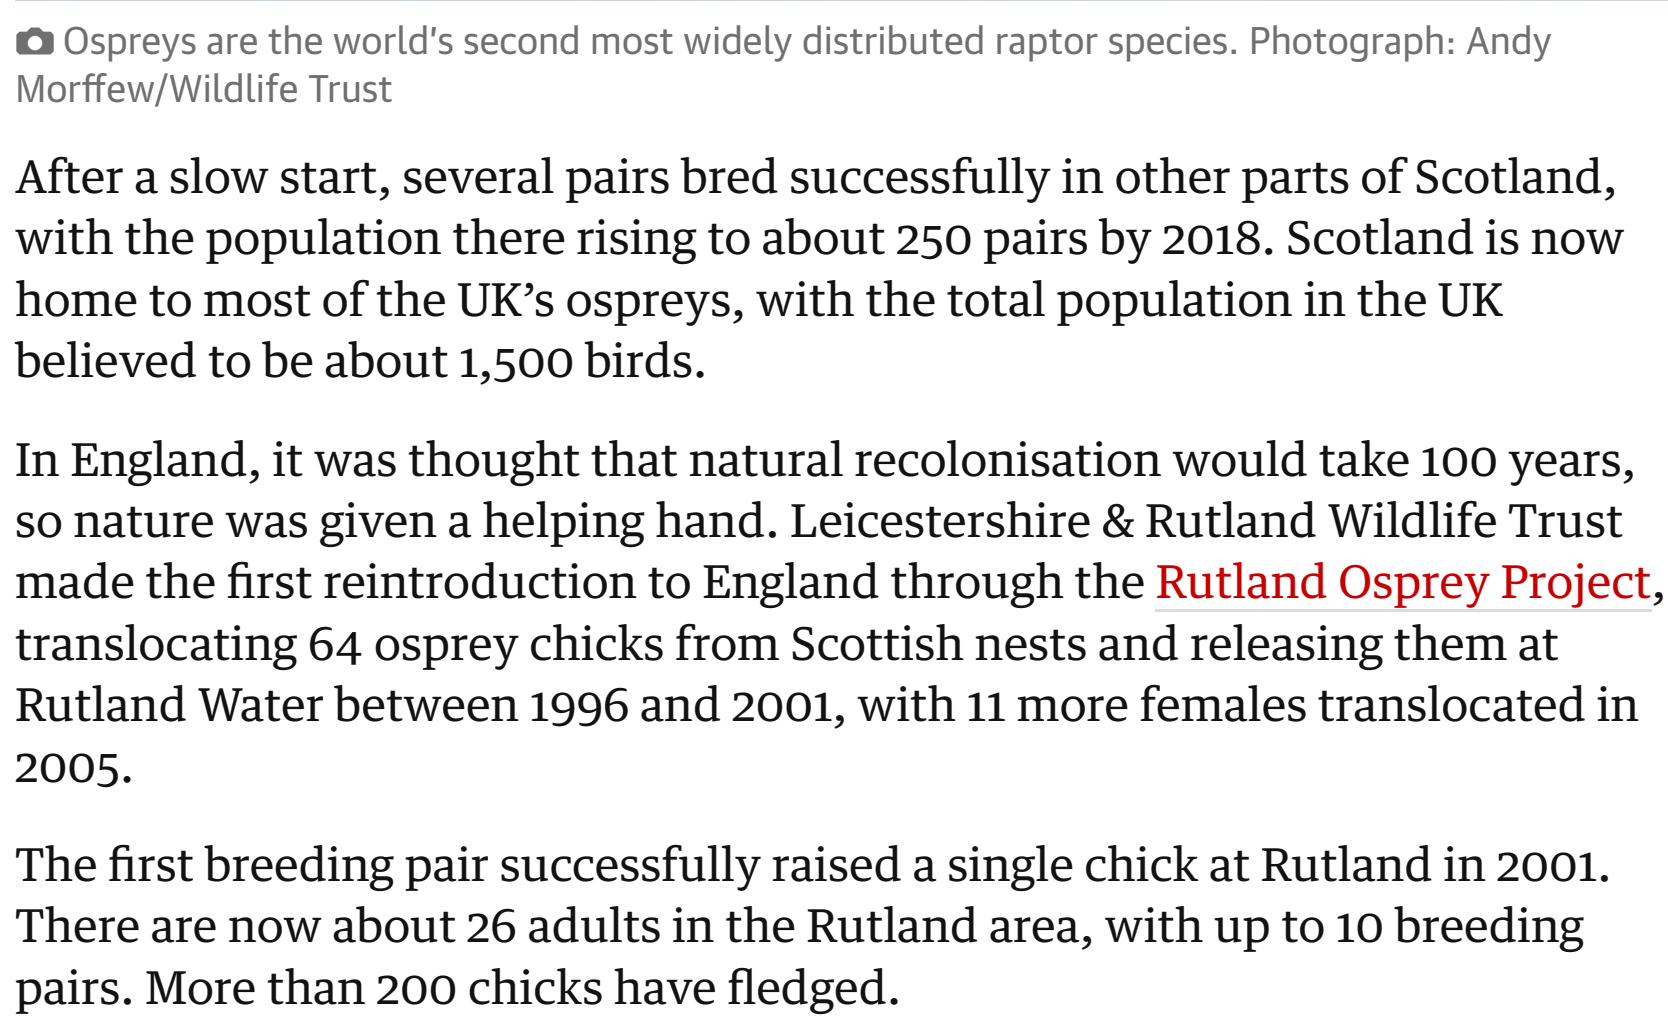 Ospreys are the world's second most widely distributed raptor species. Photograph: Andy
Morffew/Wildlife Trust
After a slow start, several pairs bred successfully in other parts of Scotland,
with the population there rising to about 250 pairs by 2018. Scotland is now
home to most of the UK’s ospreys, with the total population in the UK
believed to be about 1,500 birds.
In England, it was thought that natural recolonisation would take 100 years,
so nature was given a helping hand. Leicestershire & Rutland Wildlife Trust
made the first reintroduction to England through the Rutland Osprey Project,
translocating 64 osprey chicks from Scottish nests and releasing them at
Rutland Water between 1996 and 2001, with 11 more females translocated in
2005.
The first breeding pair successfully raised a single chick at Rutland in 2001.
There are now about 26 adults in the Rutland area, with up to 10 breeding
pairs. More than 200 chicks have fledged.